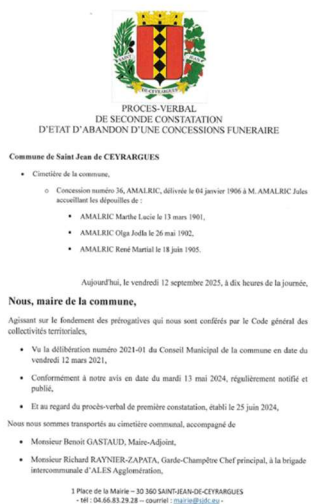 DE CEYRARGUES
PROCES-VERBAL
DE SECONDE CONSTATATION
D'ETAT D'ABANDON D'UNE CONCESSIONS FUNERAIRE
Commune de Saint Jean de CEYRARGUES
• Cimetière de la commune,
o Concession numéro 36, AMALRIC, délivrée le 04 janvier 1906 à M. AMALRIC Jules
accueillant les dépouilles de :
• AMALRIC Marthe Lucie le 13 mars 1901,
• AMALRIC Olga Jodla le 26 mai 1902,
• AMALRIC René Martial le 18 juin 1905.
Aujourd'hui, le vendredi 12 septembre 2025, à dix heures de la journée,
Nous, maire de la commune,
Agissant sur le fondement des prérogatives qui nous sont conférés par le Code général des
collectivités territoriales,
• Vu la délibération numéro 2021-01 du Conseil Municipal de la commune en date du
vendredi 12 mars 2021,
• Conformément à notre avis en date du mardi 13 mai 2024, régulièrement notifié et
publié,
• Et au regard du procès-verbal de première constatation, établi le 25 juin 2024,
Nous nous sommes transportés au cimetière communal, accompagné de
• Monsieur Benoit GASTAUD, Maire-Adjoint,
• Monsieur Richard RAYNIER-ZAPATA, Garde-Champêtre Chef principal, à la brigade
intercommunale d'ALES Agglomération,
1 Place de la Mairie – 30 360 SAINT-JEAN-DE-CEYRARGUES
- tél : 04.66.83.29.28 -- courriel : mairie@sjdc.eu -